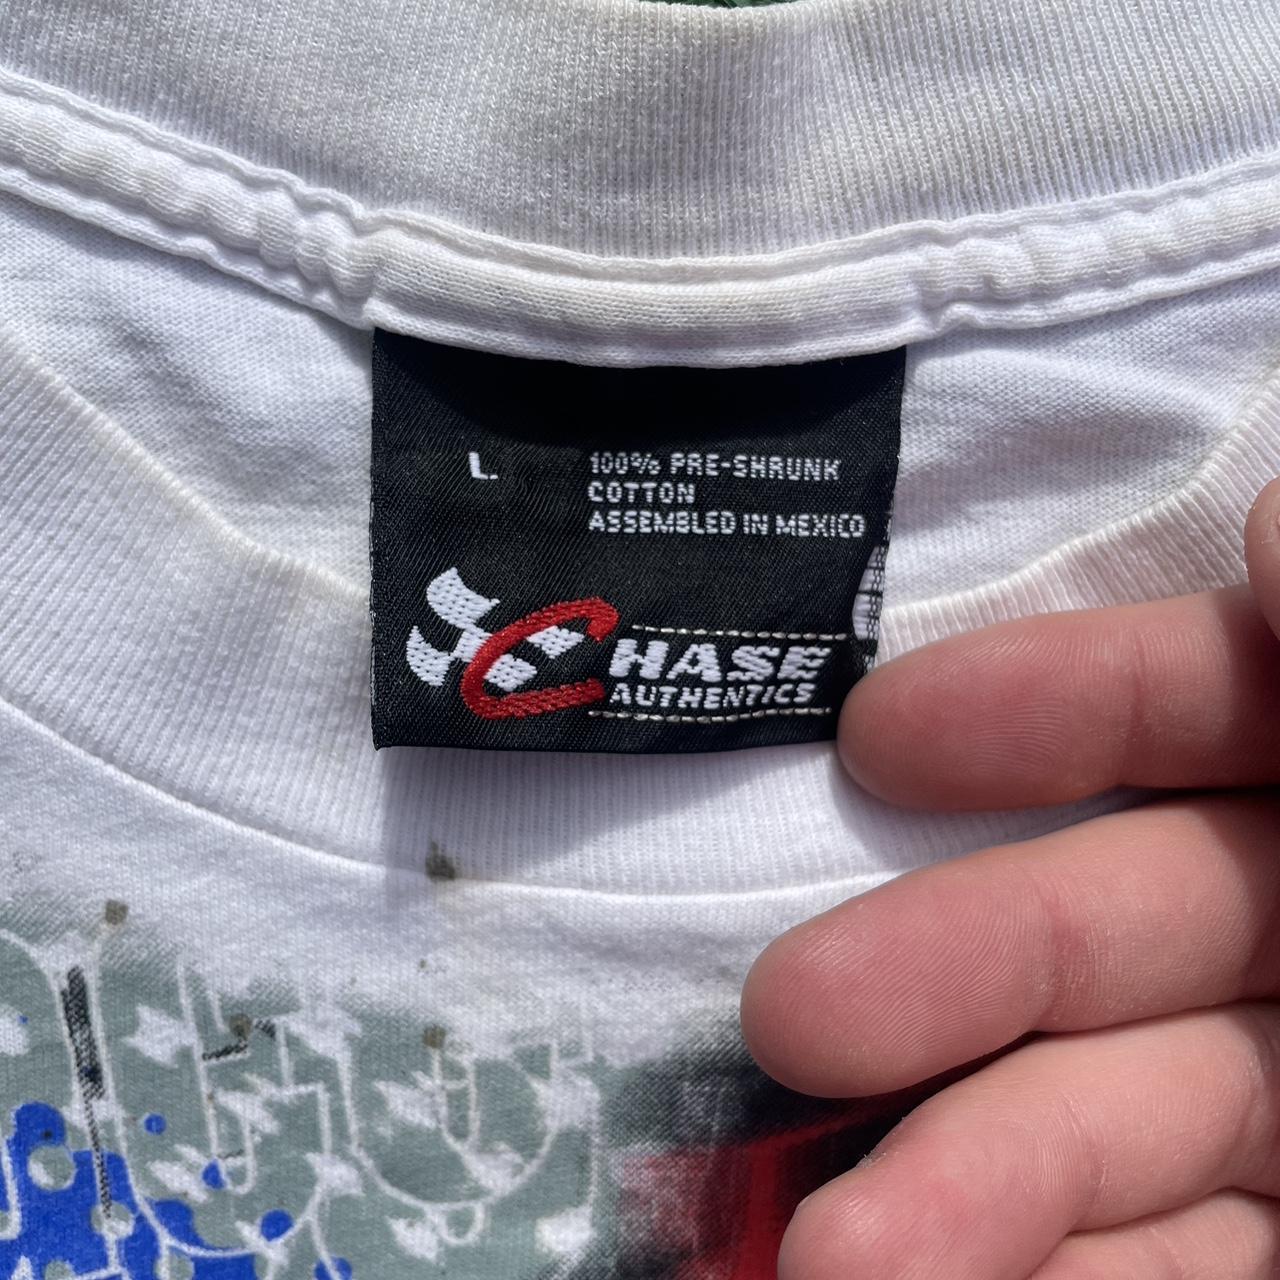 L.
100% PRE-SHRUNK
COTTON
ASSEMBLED IN MEXICO
CHASE
AUTHENTICS